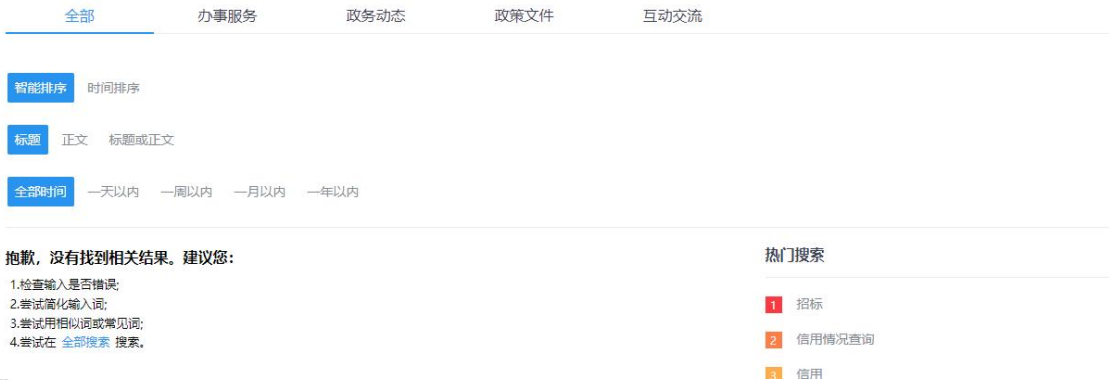 全部 办事服务 政务动态 政策文件 互动交流
智能排序 时间排序
标题 正文 标题或正文
全部时间 一天以内 一周以内 一月以内 一年以内
抱歉，没有找到相关结果。建议您：
1.检查输入是否错误;
2.尝试简化输入词;
3.尝试用相似词或常见词;
4.尝试在 全部搜索 搜索。
热门搜索
1 招标
2 信用情况查询
3 信用